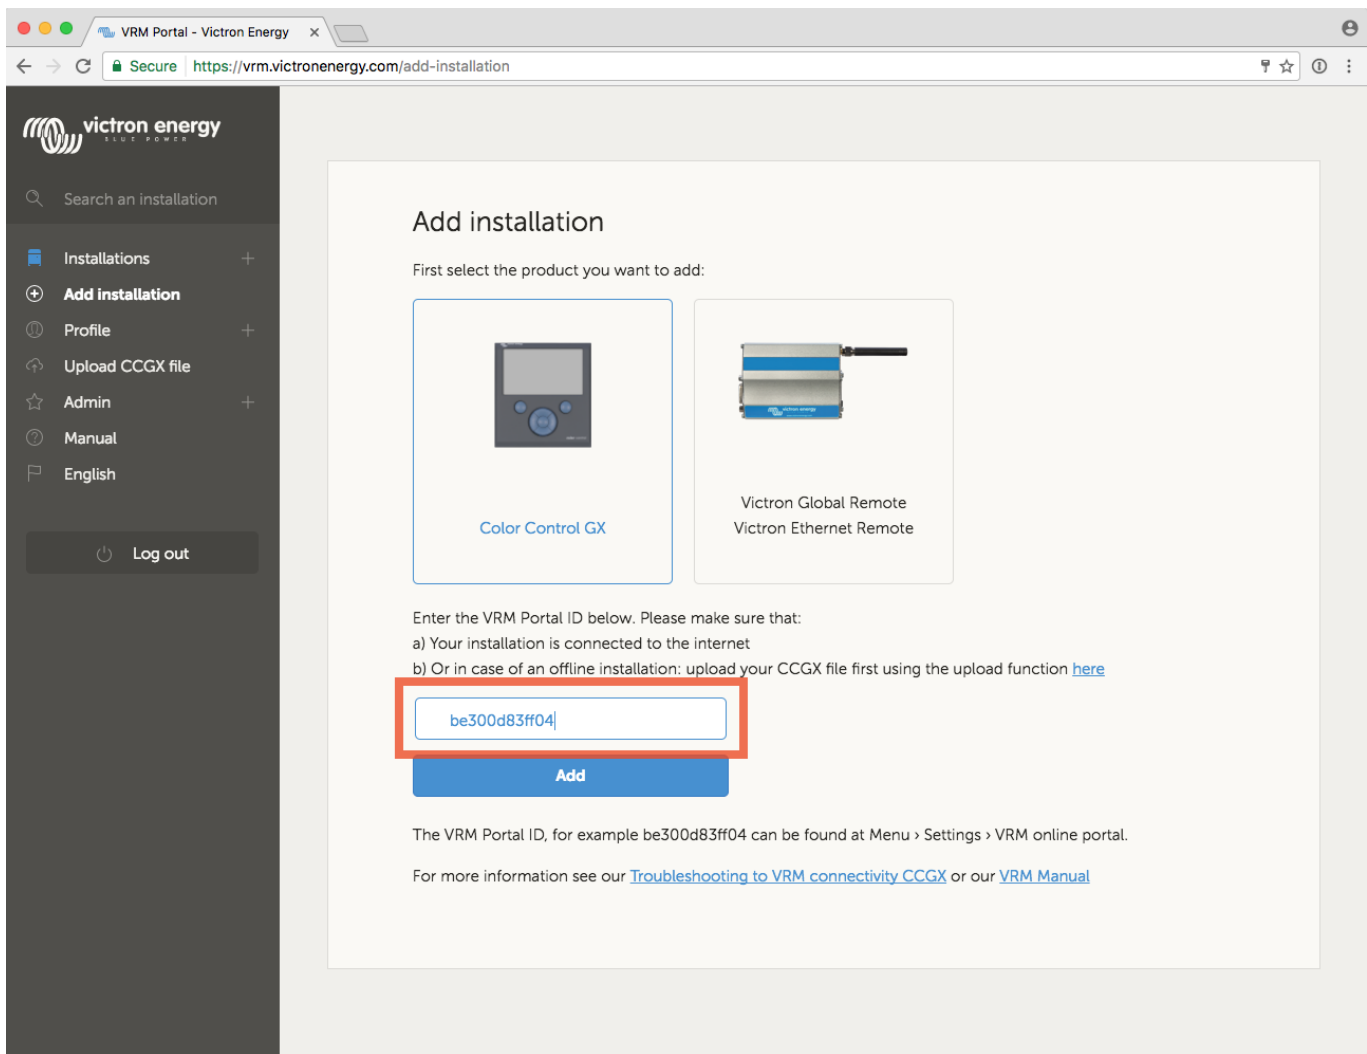 VRM Portal - Victron Energy
Secure
https://vrm.victronenergy.com/add-installation
victron energy
BLUE POWER
Search an installation
Installations
Add installation
Profile
Upload CCGX file
Admin
Manual
English
Log out
Add installation
First select the product you want to add:
Color Control GX
victron energy
Victron Global Remote
Victron Ethernet Remote
Enter the VRM Portal ID below. Please make sure that:
a) Your installation is connected to the internet
b) Or in case of an offline installation: upload your CCGX file first using the upload function here
be300d83ff04
Add
The VRM Portal ID, for example be300d83ff04 can be found at Menu › Settings › VRM online portal.
For more information see our Troubleshooting to VRM connectivity CCGX or our VRM Manual